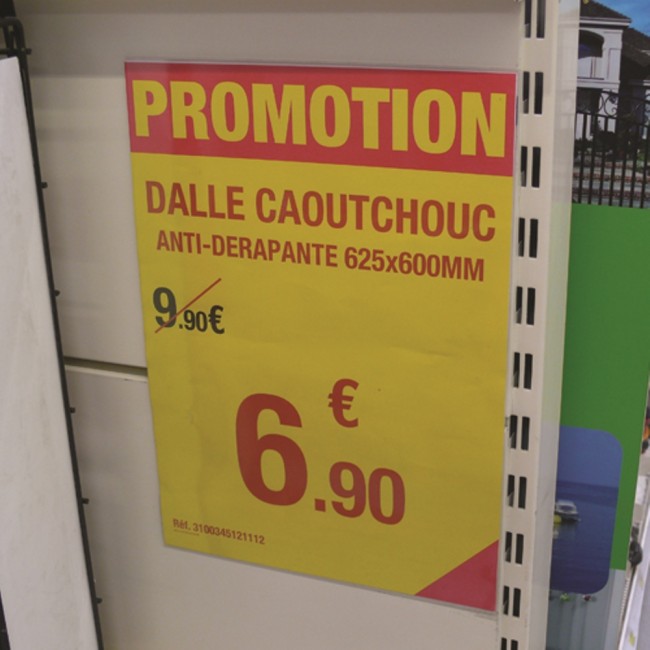 PROMOTION
DALLE CAOUTCHOUC
ANTI-DERAPANTE 625x600MM
9.90€
6.90 €
Réf. 3100345121112